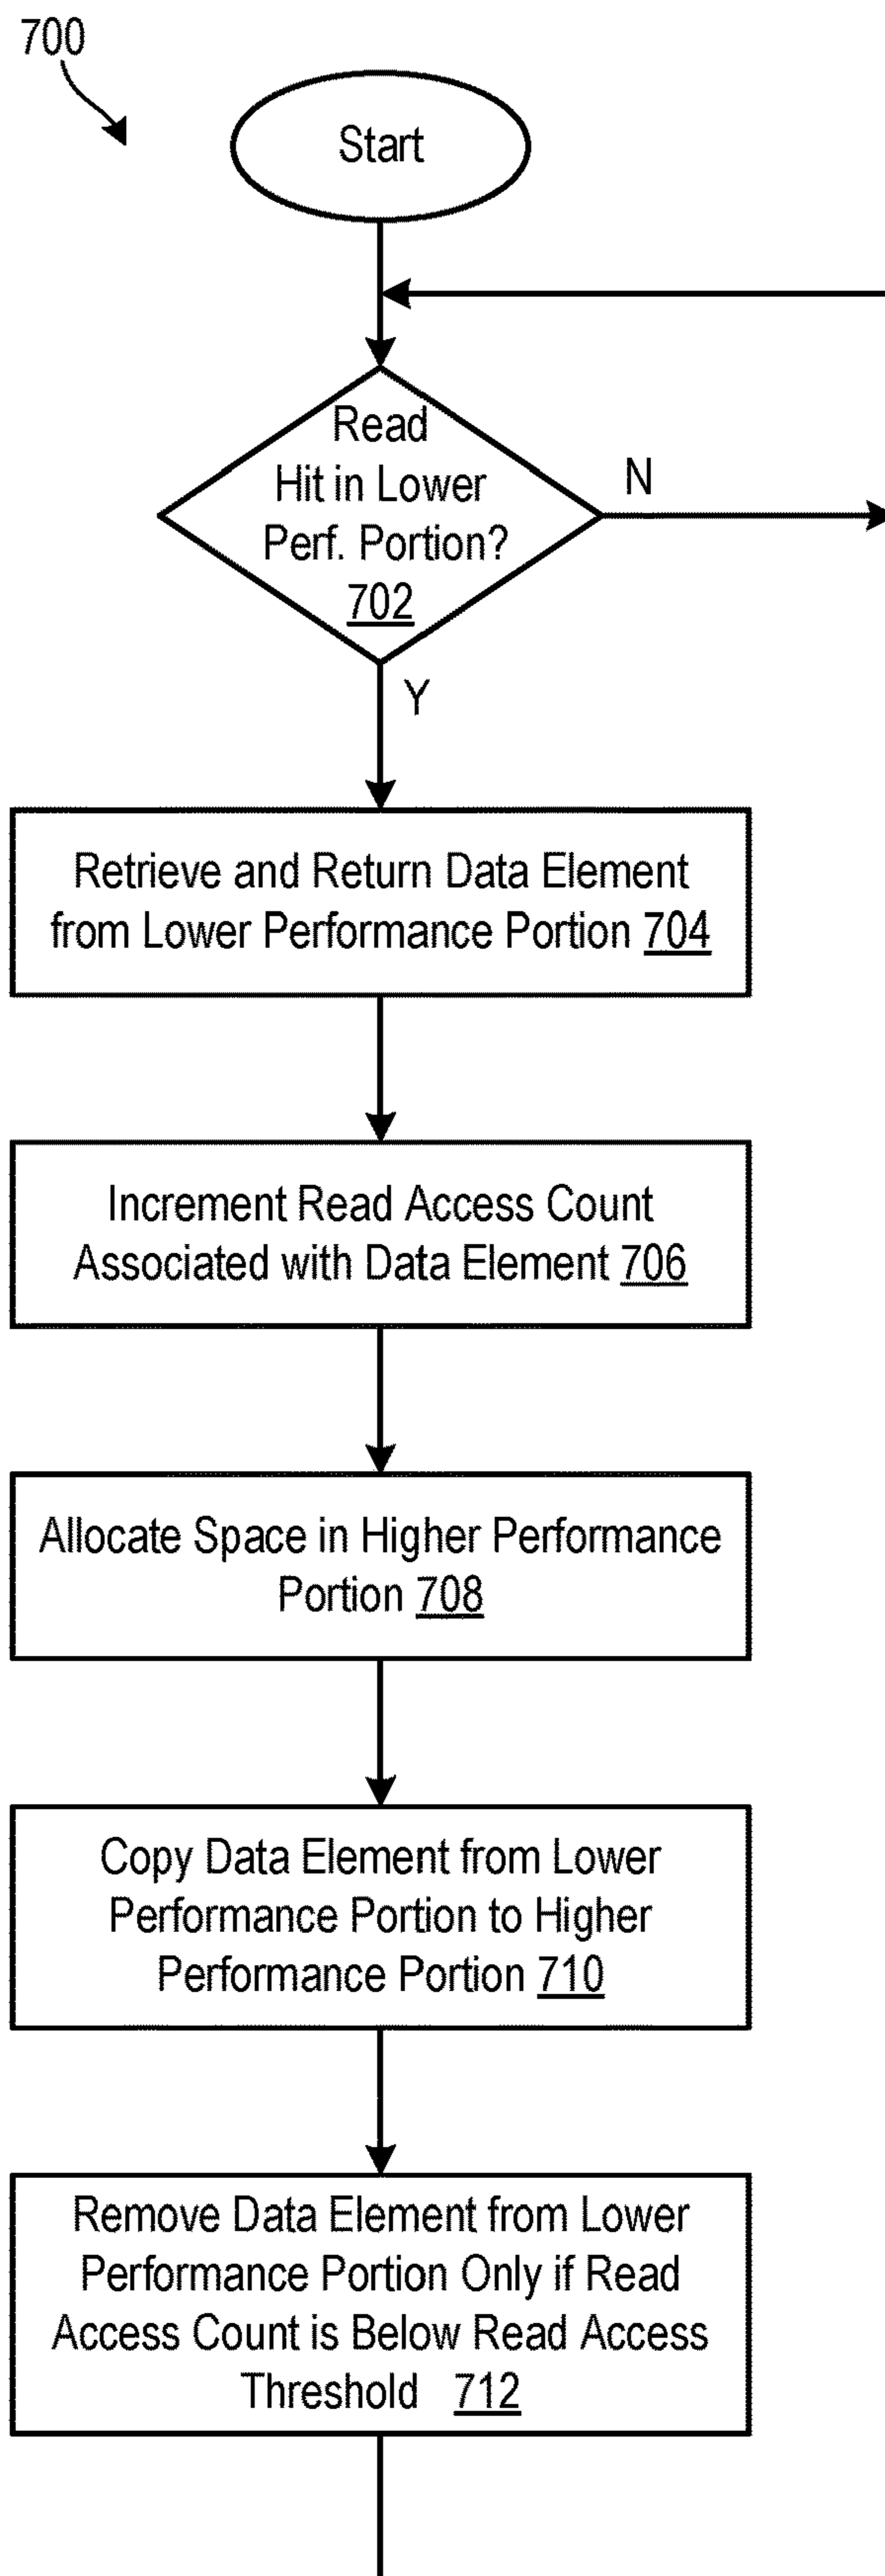 700
Start
Read
Hit in Lower
Perf. Portion?
702
N
Y
Retrieve and Return Data Element
from Lower Performance Portion 704
Increment Read Access Count
Associated with Data Element 706
Allocate Space in Higher Performance
Portion 708
Copy Data Element from Lower
Performance Portion to Higher
Performance Portion 710
Remove Data Element from Lower
Performance Portion Only if Read
Access Count is Below Read Access
Threshold 712